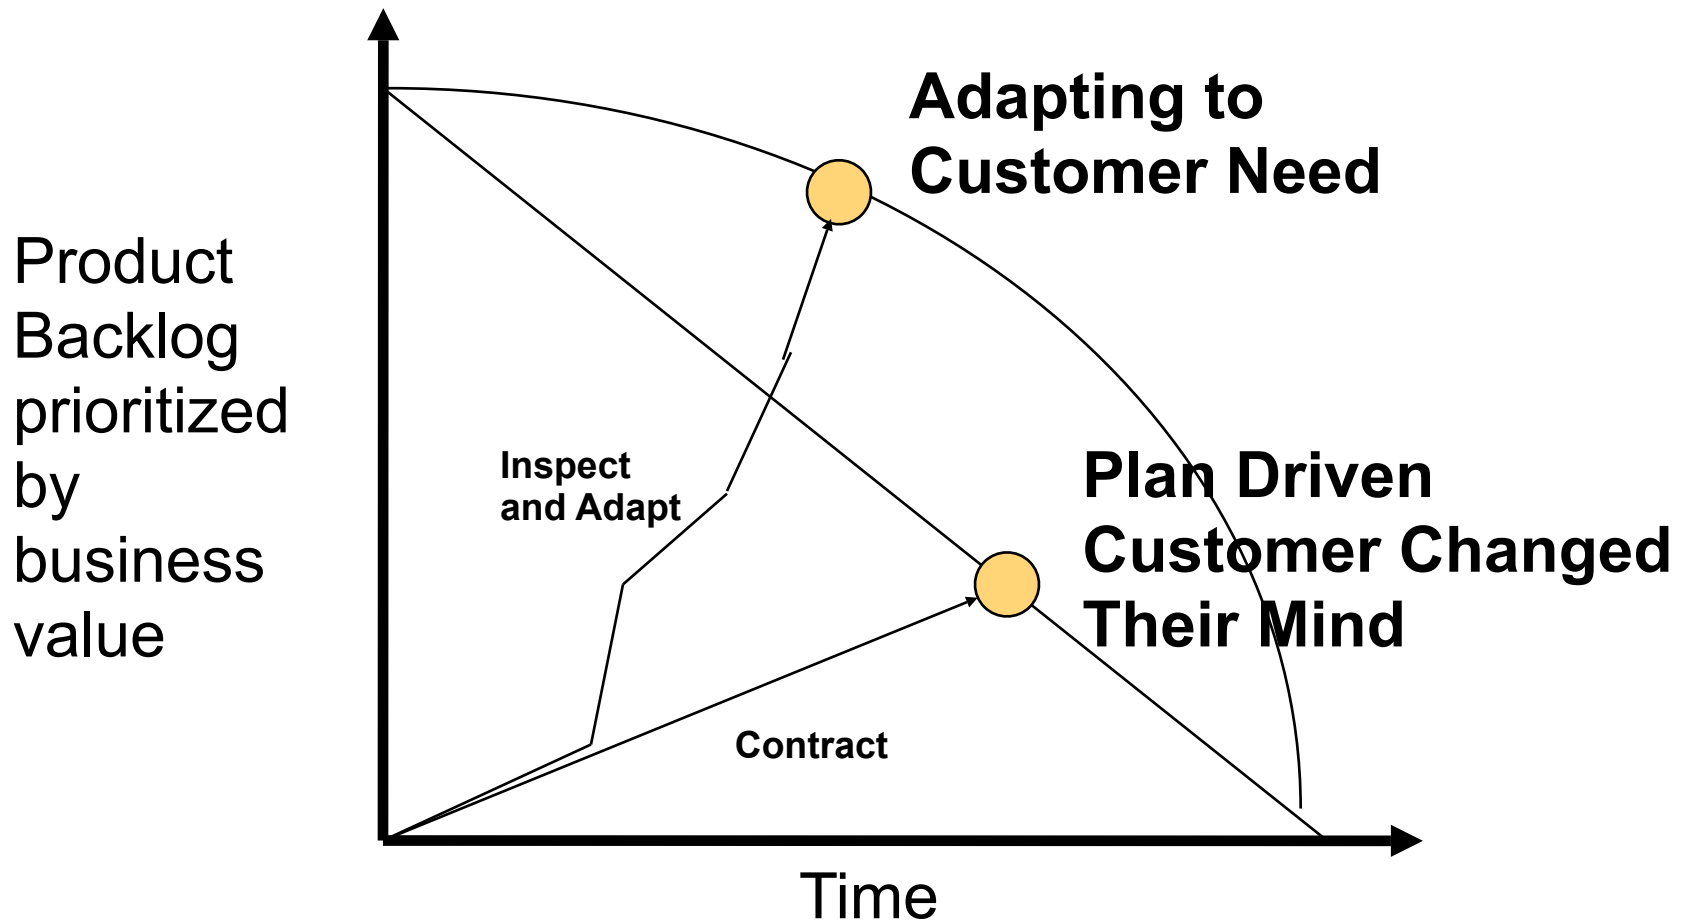 Adapting to
Customer Need
Product
Backlog
prioritized
by
business
value
Inspect
and Adapt
Plan Driven
Customer Changed
Their Mind
Contract
Time